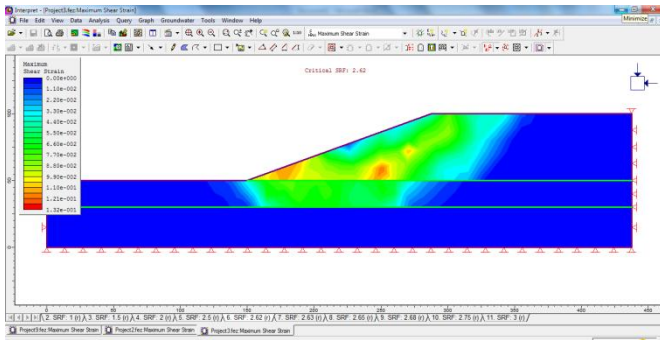 Interpret - [Project3.fez:Maximum Shear Strain]
Minimize
File Edit View Data Analysis Query Graph Groundwater Tools Window Help
Maximum Shear Strain
Maximum
Shear Strain
0.00e+000
1.10e-002
2.20e-002
3.30e-002
4.40e-002
5.50e-002
6.60e-002
7.70e-002
8.80e-002
9.90e-002
1.10e-001
1.21e-001
1.32e-001
Critical SRF: 2.62
100
50
0
0 50 100 150 200 250 300 350 400 450
2. SRF: 1 (r) 3. SRF: 1.5 (r) 4. SRF: 2 (r) 5. SRF: 2.5 (r) 6. SRF: 2.62 (r) 7. SRF: 2.63 (r) 8. SRF: 2.65 (r) 9. SRF: 2.68 (r) 10. SRF: 2.75 (r) 11. SRF: 3 (r)
Project3fez:Maximum Shear Strain Project2fez:Maximum Shear Strain Project3.fez:Maximum Shear Strain